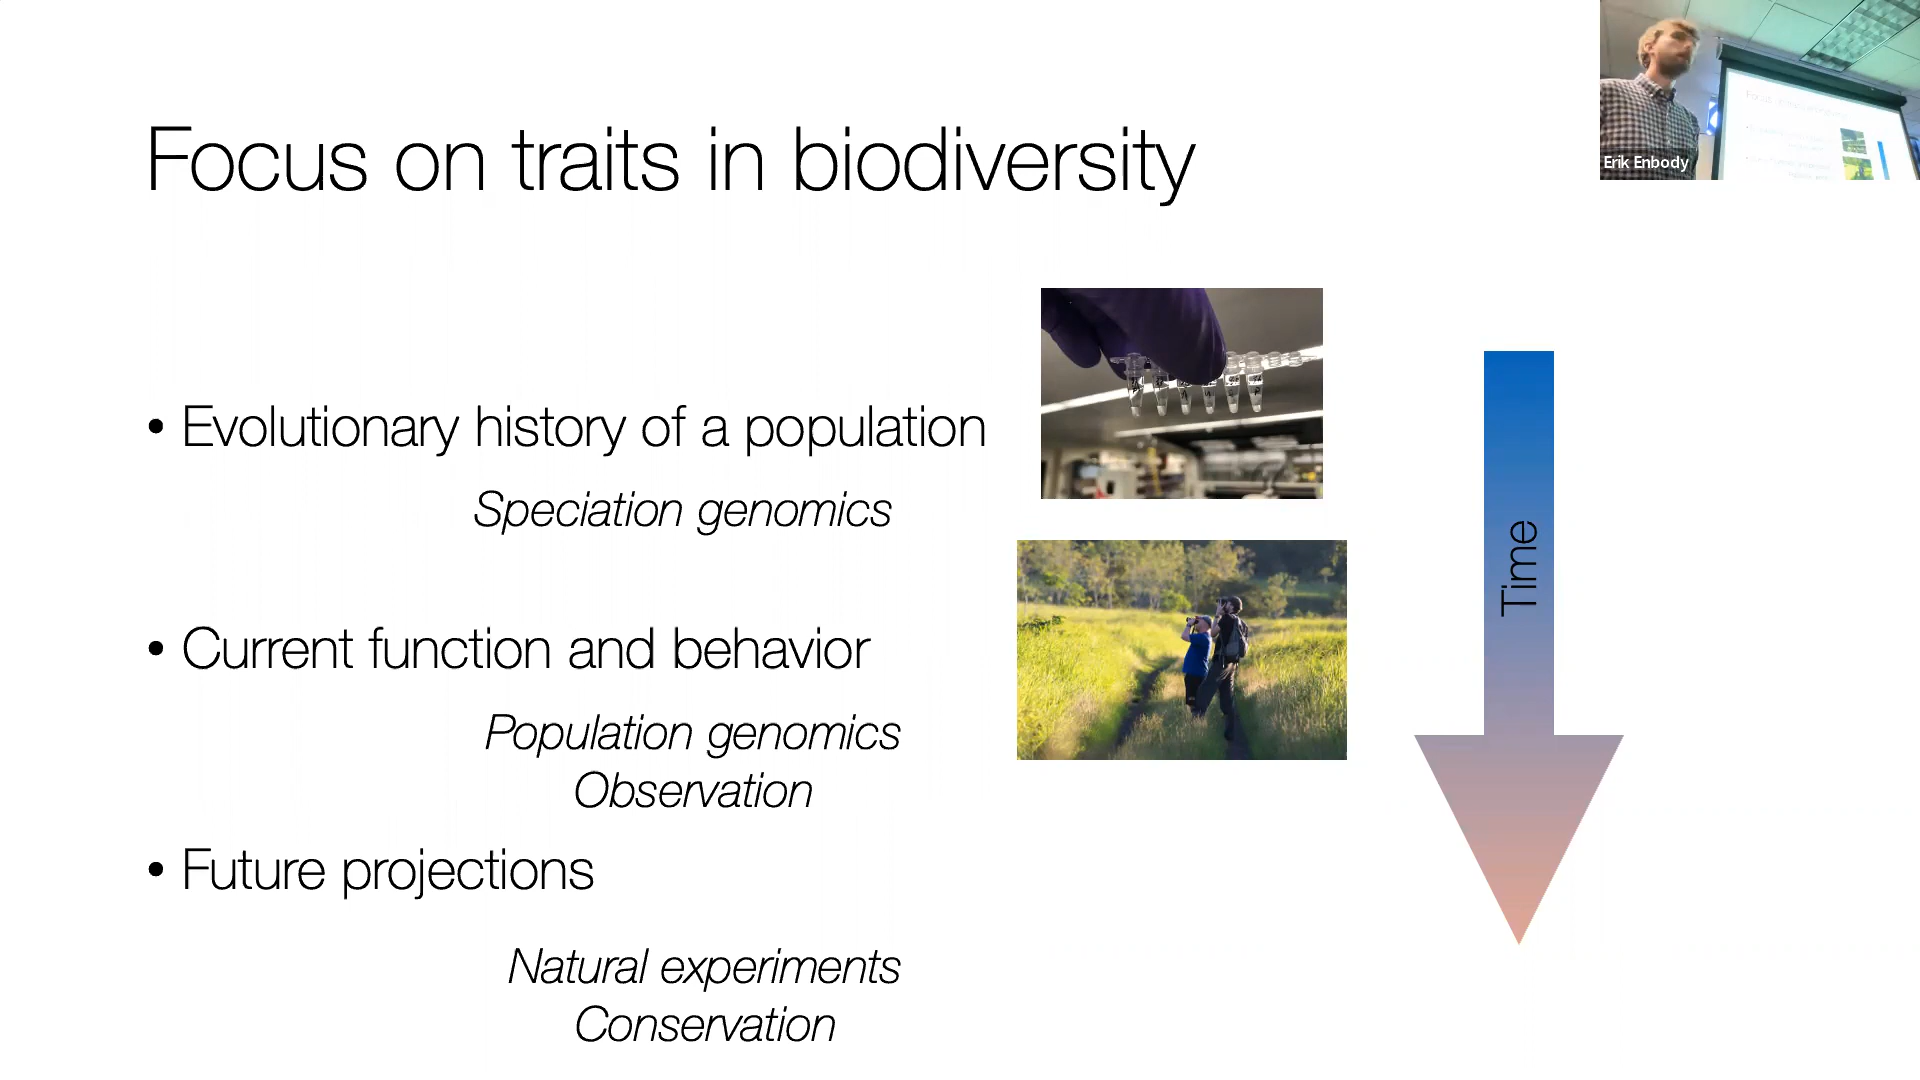 Focus on traits in biodiversity
Erik Enbody
• Evolutionary history of a population
Speciation genomics
• Current function and behavior
Population genomics
Observation
• Future projections
Natural experiments
Conservation
Time